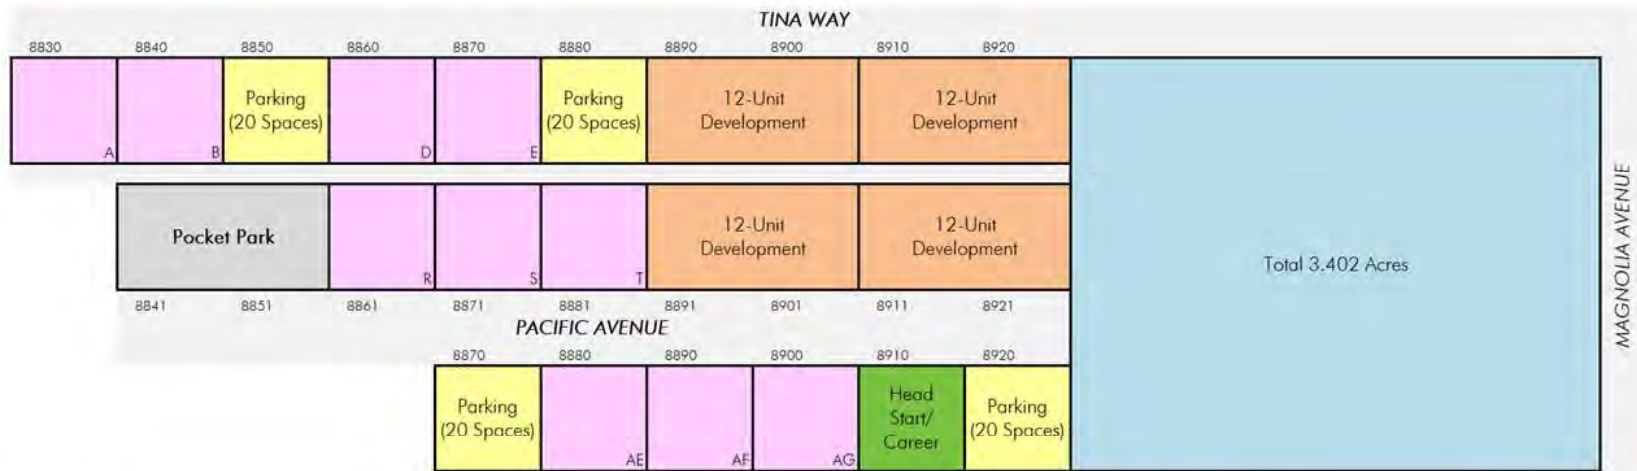 TINA WAY
8830 8840 8850 8860 8870 8880 8890 8900 8910 8920
Parking
(20 Spaces)
Parking
(20 Spaces)
12-Unit
Development
12-Unit
Development
A B D E
Pocket Park
12-Unit
Development
12-Unit
Development
R S T
8841 8851 8861 8871 8881 8891 8901 8911 8921
PACIFIC AVENUE
8870 8880 8890 8900 8910 8920
Parking
(20 Spaces)
Head
Start/
Career
Parking
(20 Spaces)
AE AF AG
Total 3.402 Acres
MAGNOLIA AVENUE